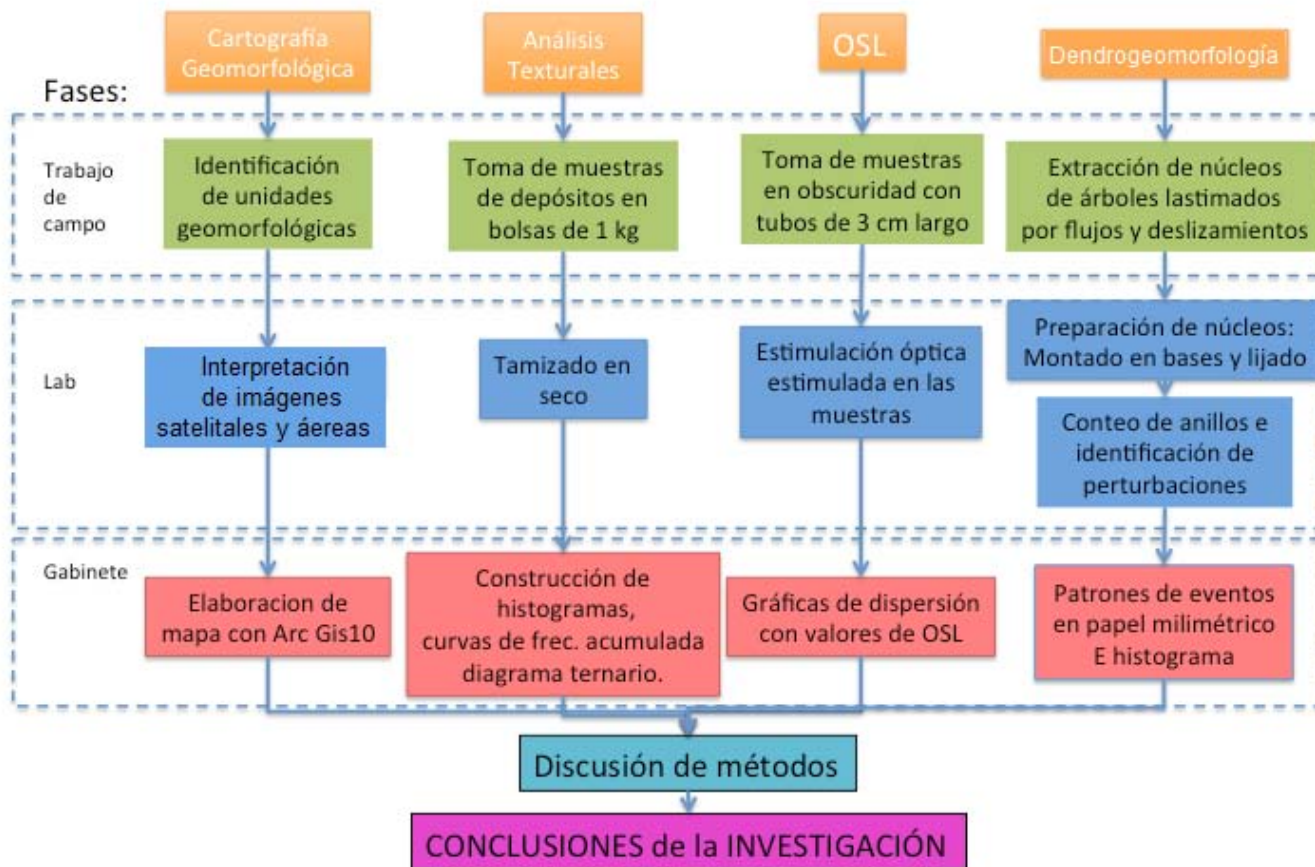 Cartografía
Geomorfológica
Análisis
Texturales
OSL
Dendrogeomorfología
Fases:
Trabajo
de
campo
Identificación
de unidades
geomorfológicas
Toma de muestras
de depósitos en
bolsas de 1 kg
Toma de muestras
en obscuridad con
tubos de 3 cm largo
Extracción de núcleos
de árboles lastimados
por flujos y deslizamientos
Lab
Interpretación
de imágenes
satelitales y áereas
Tamizado en
seco
Estimulación óptica
estimulada en las
muestras
Preparación de núcleos:
Montado en bases y lijado
Conteo de anillos e
identificación de
perturbaciones
Gabinete
Elaboracion de
mapa con Arc Gis10
Construcción de
histogramas,
curvas de frec. acumulada
diagrama ternario.
Gráficas de dispersión
con valores de OSL
Patrones de eventos
en papel milimétrico
E histograma
Discusión de métodos
CONCLUSIONES de la INVESTIGACIÓN